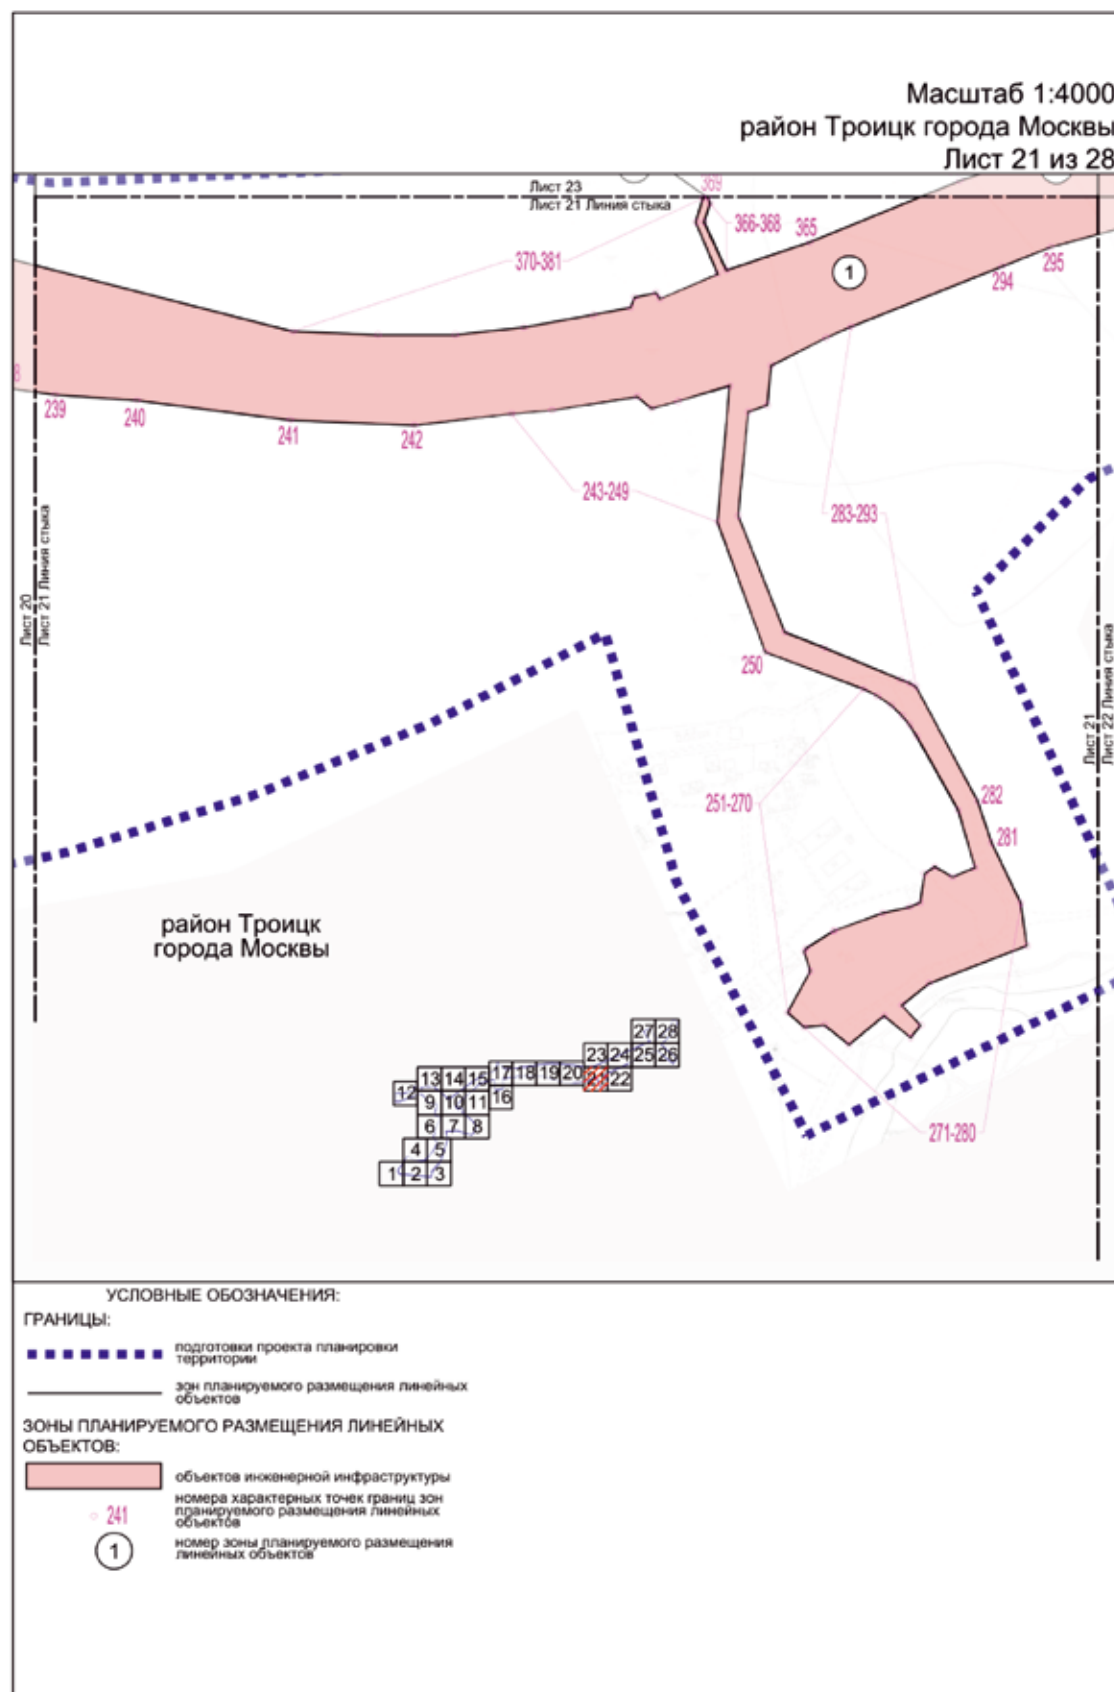 Масштаб 1:4000
район Троицк города Москвы
Лист 21 из 28
Лист 23
Лист 21 Линия стыка
369
366-368
365
370-381
1
295
294
8
239
240
241
242
243-249
283-293
Лист 20
Лист 21 Линия стыка
250
Лист 21
Лист 22 Линия стыка
251-270
282
281
район Троицк
города Москвы
271-280
27 28
23 24 25 26
13 14 15 17 18 19 20 21 22
12 9 10 11 16
6 7 8
4 5
1 2 3
УСЛОВНЫЕ ОБОЗНАЧЕНИЯ:
ГРАНИЦЫ:
подготовки проекта планировки
территории
зон планируемого размещения линейных
объектов
ЗОНЫ ПЛАНИРУЕМОГО РАЗМЕЩЕНИЯ ЛИНЕЙНЫХ
ОБЪЕКТОВ:
объектов инженерной инфраструктуры
номера характерных точек границ зон
241 планируемого размещения линейных
объектов
1 номер зоны планируемого размещения
линейных объектов